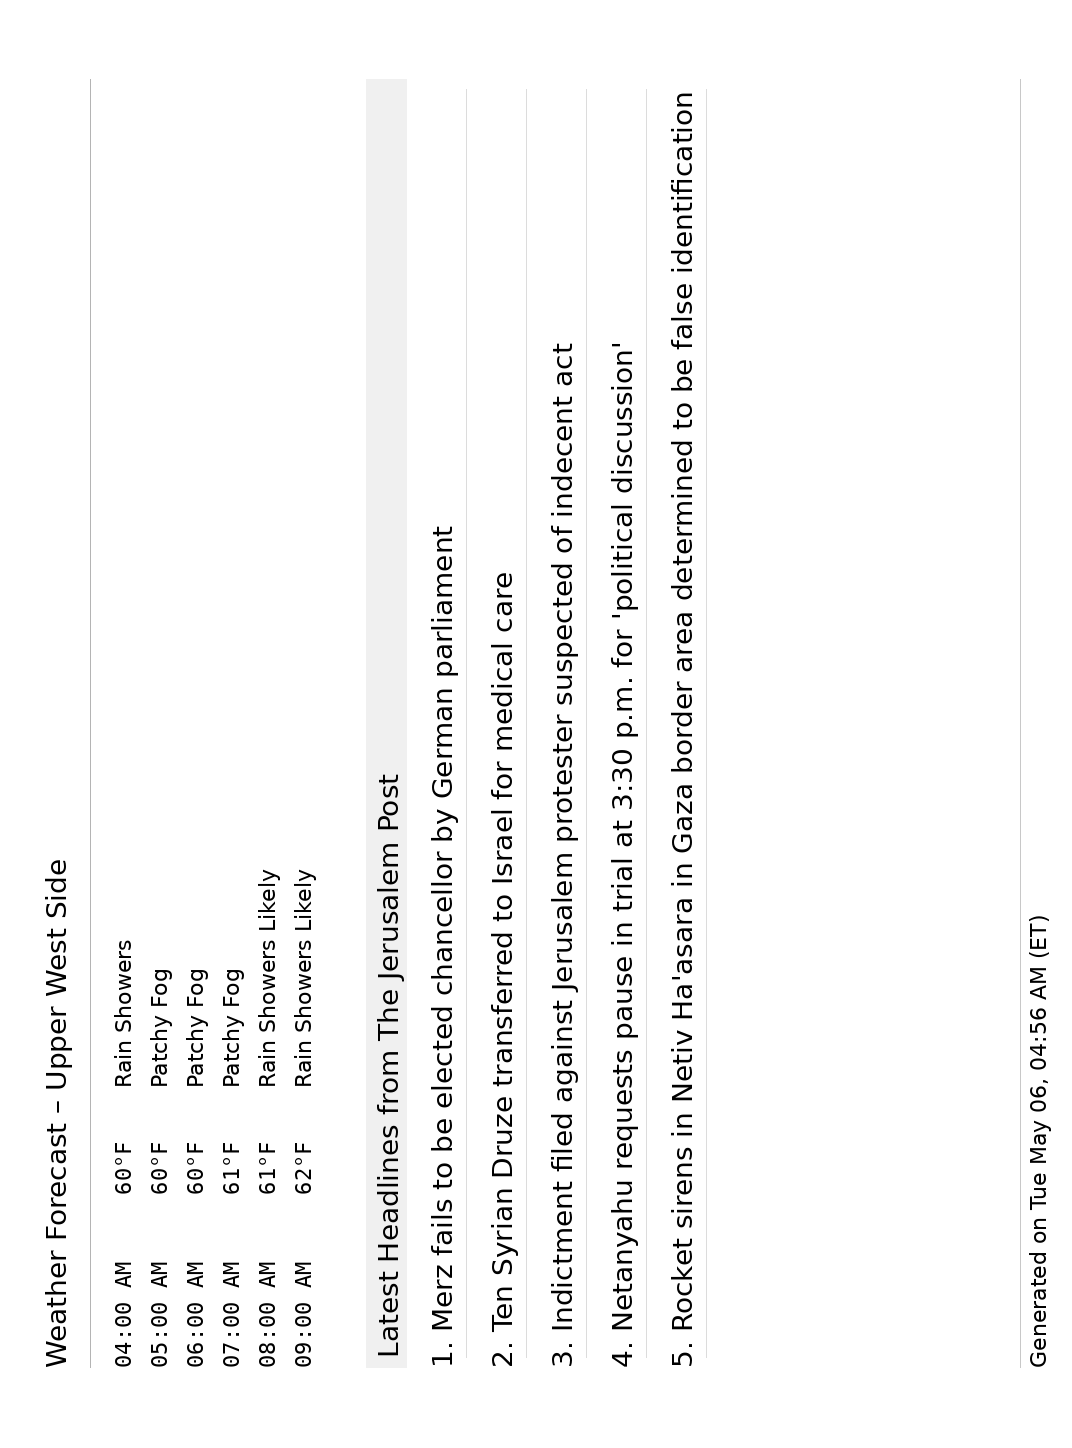 Weather Forecast – Upper West Side
04:00 AM 60°F Rain Showers
05:00 AM 60°F Patchy Fog
06:00 AM 60°F Patchy Fog
07:00 AM 61°F Patchy Fog
08:00 AM 61°F Rain Showers Likely
09:00 AM 62°F Rain Showers Likely
Latest Headlines from The Jerusalem Post
1. Merz fails to be elected chancellor by German parliament
2. Ten Syrian Druze transferred to Israel for medical care
3. Indictment filed against Jerusalem protester suspected of indecent act
4. Netanyahu requests pause in trial at 3:30 p.m. for 'political discussion'
5. Rocket sirens in Netiv Ha'asara in Gaza border area determined to be false identification
Generated on Tue May 06, 04:56 AM (ET)